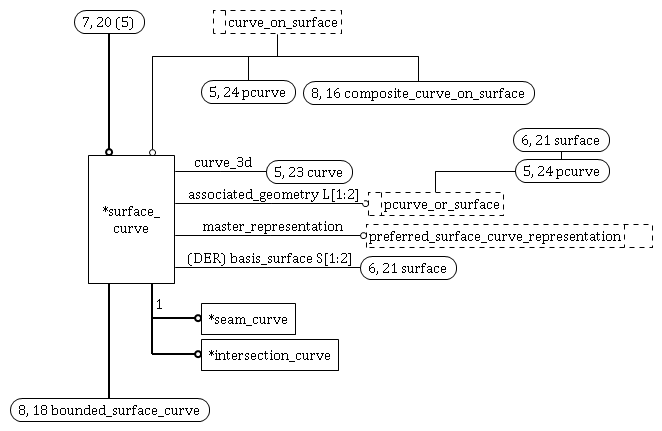 7, 20 (5)
curve_on_surface
5, 24 pcurve
8, 16 composite_curve_on_surface
6, 21 surface
5, 24 pcurve
curve_3d
5, 23 curve
associated_geometry L[1:2]
pcurve_or_surface
*surface_
curve
master_representation
preferred_surface_curve_representation
(DER) basis_surface S[1:2]
6, 21 surface
1
*seam_curve
*intersection_curve
8, 18 bounded_surface_curve